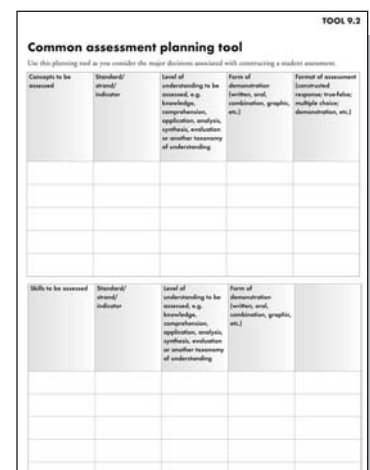 TOOL 9.2
Common assessment planning tool
Use this planning tool as you consider the major decisions associated with constructing a student assessment.
Concepts to be
assessed
Standard/
strand/
indicator
Level of
understanding to be
assessed, e.g.
knowledge,
comprehension,
application, analysis,
synthesis, evaluation
or another taxonomy
of understanding
Form of
demonstration
(written, oral,
combination, graphic,
etc.)
Format of assessment
(constructed
response; true-false;
multiple choice;
demonstration, etc.)
Skills to be assessed
Standard/
strand/
indicator
Level of
understanding to be
assessed, e.g.
knowledge,
comprehension,
application, analysis,
synthesis, evaluation
or another taxonomy
of understanding
Form of
demonstration
(written, oral,
combination, graphic,
etc.)